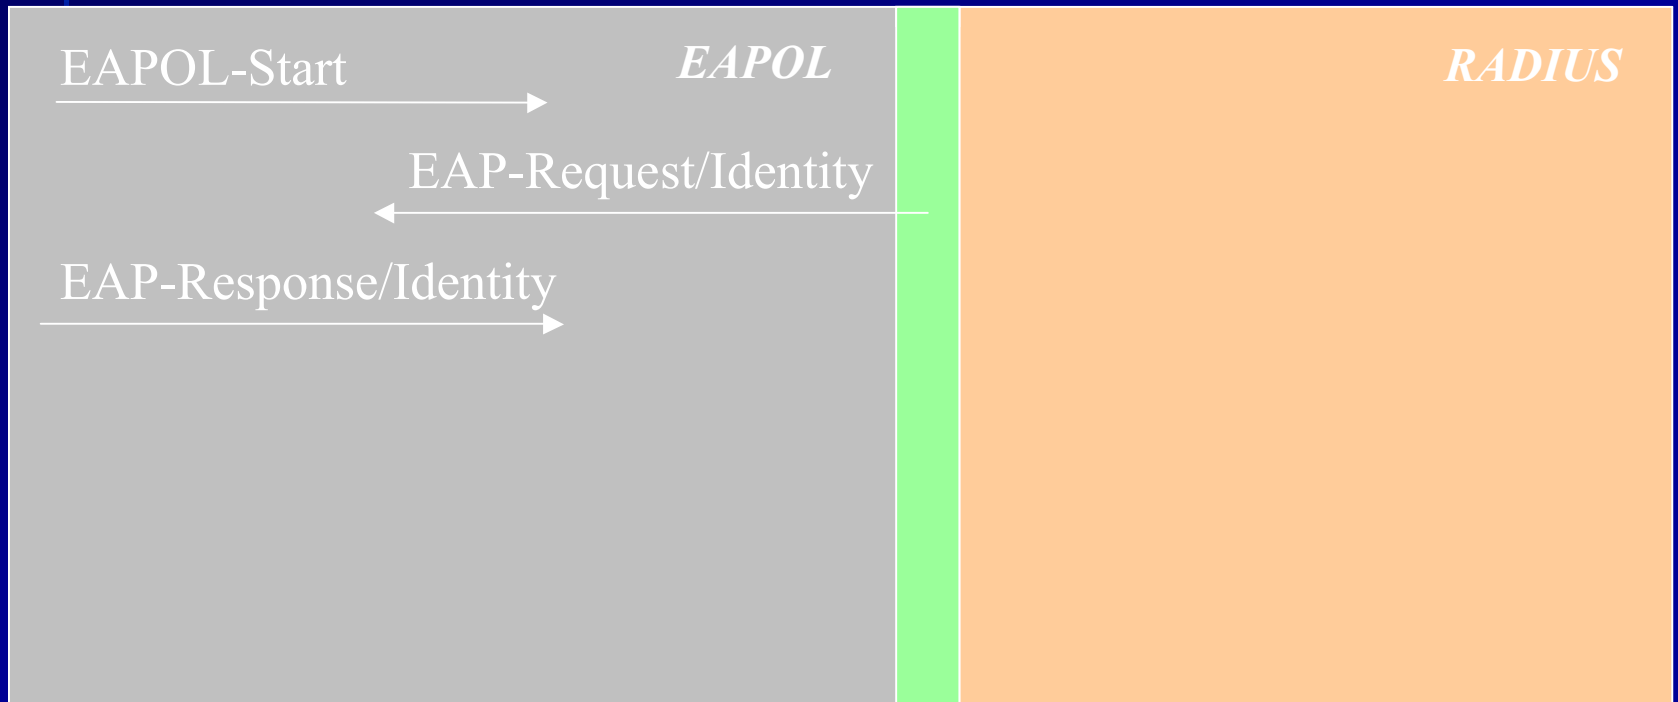 EAPOL-Start
EAPOL
RADIUS
EAP-Request/Identity
EAP-Response/Identity